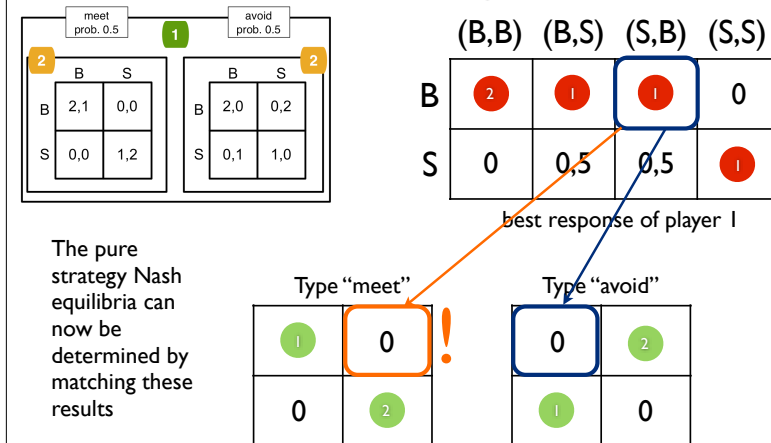 meet
prob. 0.5
1
avoid
prob. 0.5
2
B S
B 2,1 0,0
S 0,0 1,2
2
B S
B 2,0 0,2
S 0,1 1,0
(B,B) (B,S) (S,B) (S,S)
B 2 1 1 0
S 0 0,5 0,5 1
best response of player 1
The pure
strategy Nash
equilibria can
now be
determined by
matching these
results
Type “meet”
1 0 !
0 2
Type “avoid”
0 2
1 0